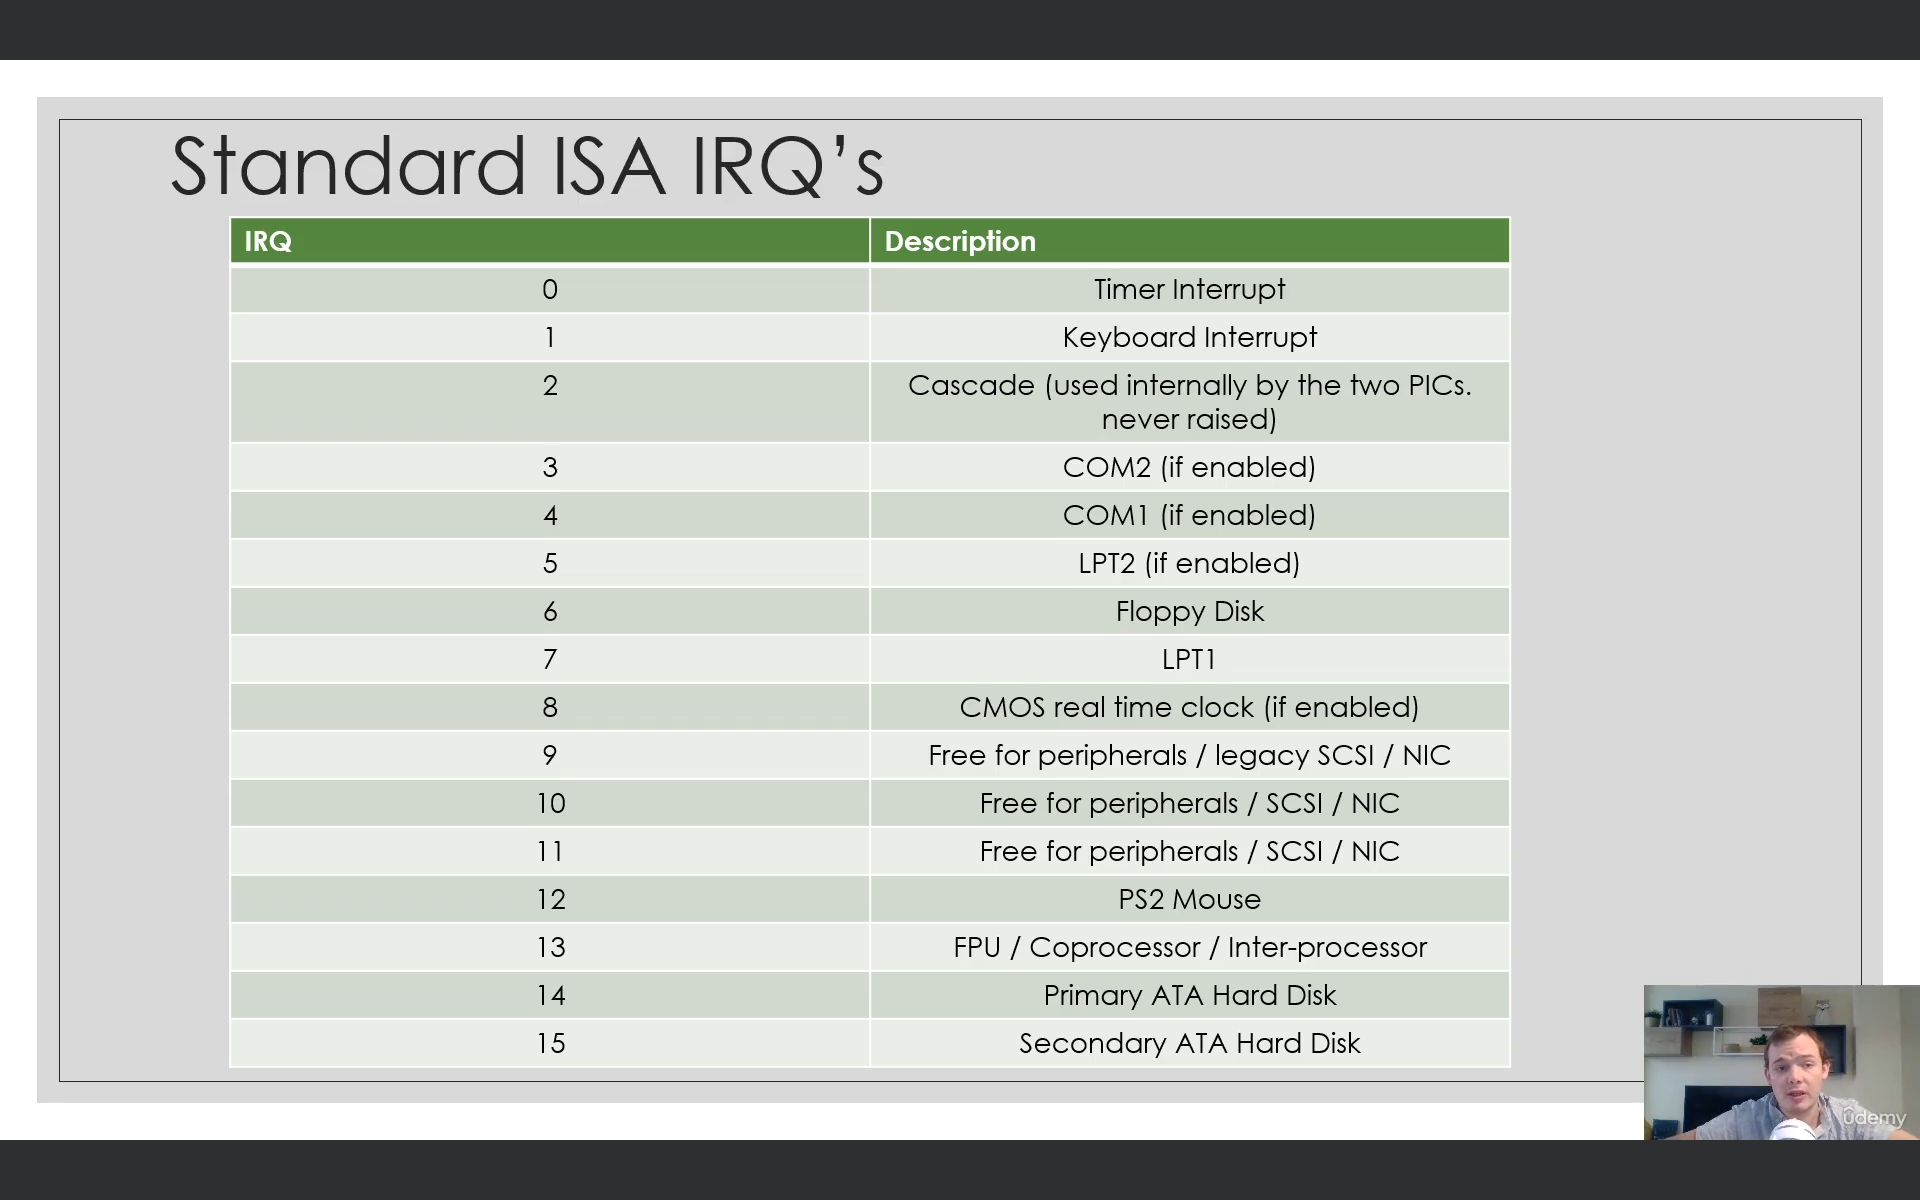 Standard ISA IRQ’s
IRQ Description
0 Timer Interrupt
1 Keyboard Interrupt
2 Cascade (used internally by the two PICs.
never raised)
3 COM2 (if enabled)
4 COM1 (if enabled)
5 LPT2 (if enabled)
6 Floppy Disk
7 LPT1
8 CMOS real time clock (if enabled)
9 Free for peripherals / legacy SCSI / NIC
10 Free for peripherals / SCSI / NIC
11 Free for peripherals / SCSI / NIC
12 PS2 Mouse
13 FPU / Coprocessor / Inter-processor
14 Primary ATA Hard Disk
15 Secondary ATA Hard Disk
ûdemy